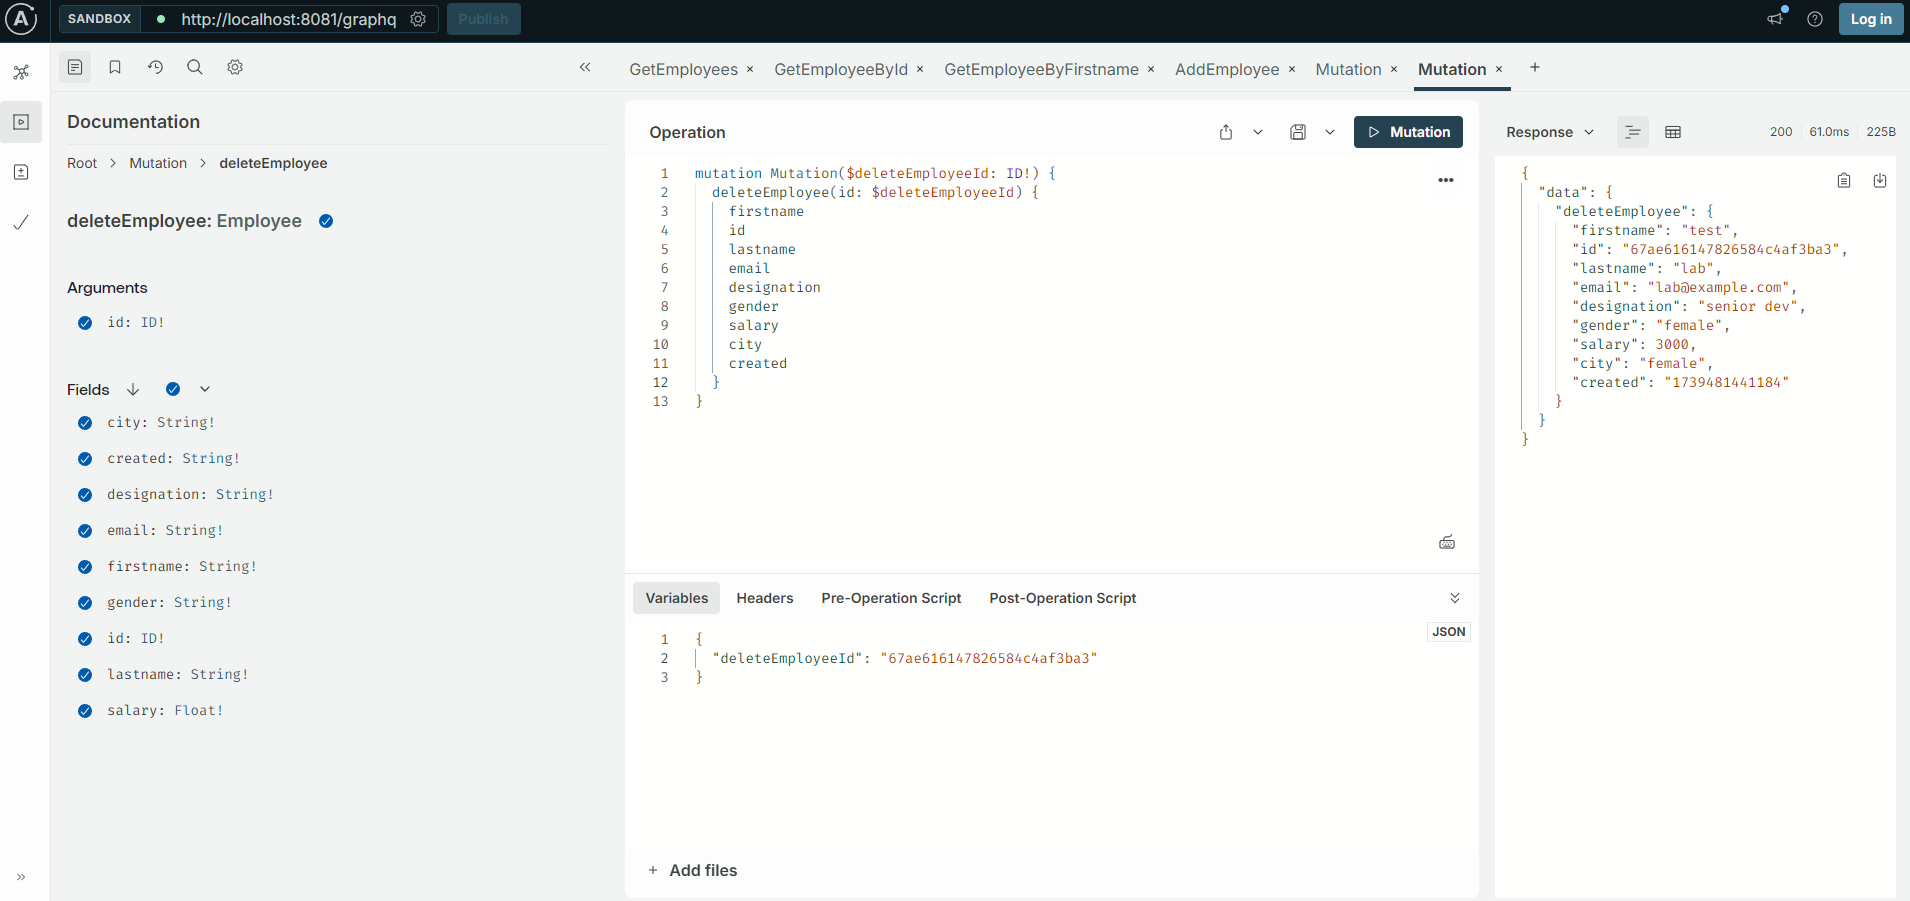 A
SANDBOX
http://localhost:8081/graphq
Publish
Log in
GetEmployees ×
GetEmployeeById ×
GetEmployeeByFirstname ×
AddEmployee ×
Mutation ×
Mutation ×
+
Documentation
Root > Mutation > deleteEmployee
deleteEmployee: Employee
Arguments
id: ID!
Fields
city: String!
created: String!
designation: String!
email: String!
firstname: String!
gender: String!
id: ID!
lastname: String!
salary: Float!
Operation
Mutation
1 mutation Mutation($deleteEmployeeId: ID!) {
2 deleteEmployee(id: $deleteEmployeeId) {
3 firstname
4 id
5 lastname
6 email
7 designation
8 gender
9 salary
10 city
11 created
12 }
13 }
Variables
Headers
Pre-Operation Script
Post-Operation Script
JSON
1 {
2 "deleteEmployeeId": "67ae616147826584c4af3ba3"
3 }
+ Add files
Response
200
61.0ms
225B
{
"data": {
"deleteEmployee": {
"firstname": "test",
"id": "67ae616147826584c4af3ba3",
"lastname": "lab",
"email": "lab@example.com",
"designation": "senior dev",
"gender": "female",
"salary": 3000,
"city": "female",
"created": "1739481441184"
}
}
}